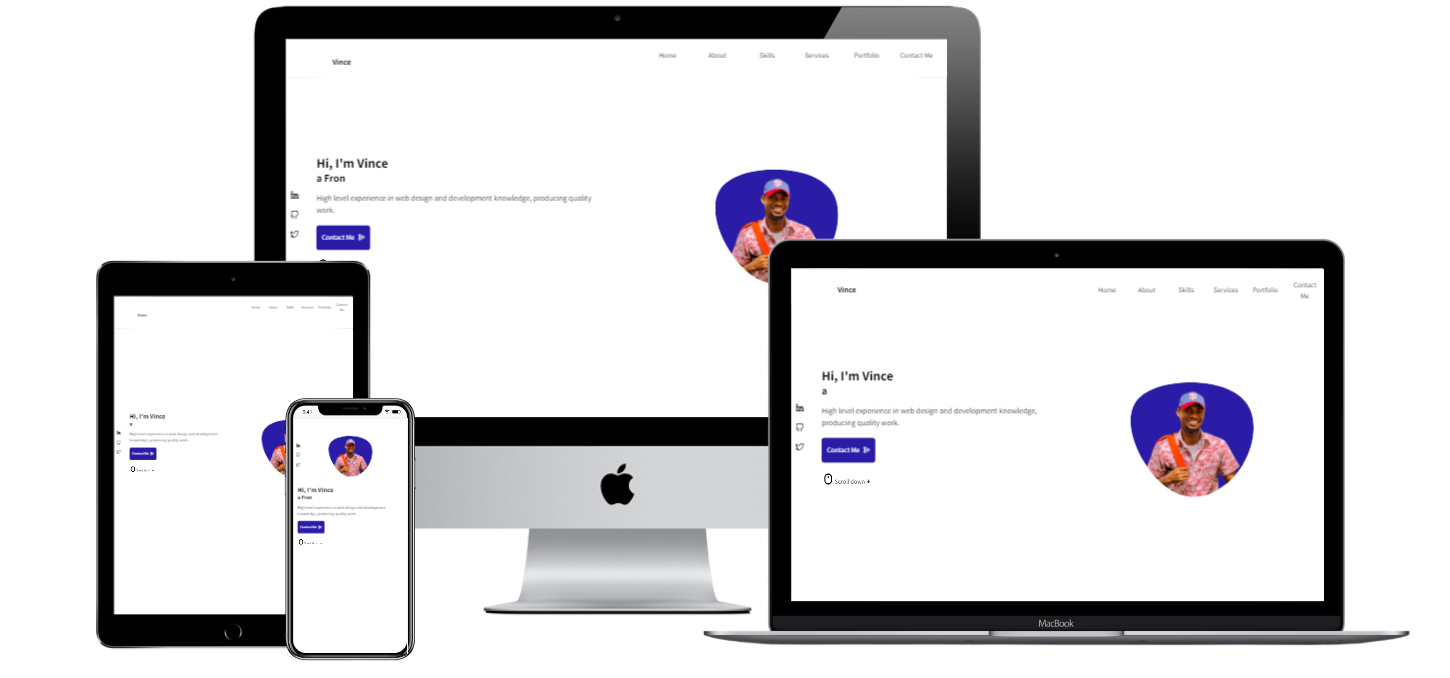 Vince
Home About Skills Services Portfolio Contact Me
Hi, I'm Vince
a Fron
High level experience in web design and development knowledge, producing quality
work.
Contact Me
Vince
Home About Skills Services Portfolio Contact
Me
Hi, I'm Vince
a
High level experience in web design and development knowledge,
producing quality work.
Contact Me
Scroll down
MacBook
Vince
Home About Skills Services Portfolio Contact
Me
Hi, I'm Vince
a
High level experience in web design and development
knowledge, producing quality work.
Contact Me
Scroll down
9:41
Hi, I'm Vince
a Fron
High level experience in web design and development
knowledge, producing quality work.
Contact Me